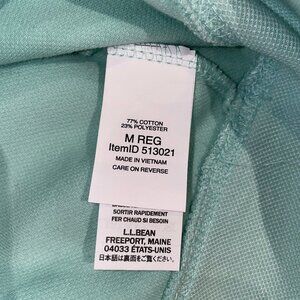 77% COTTON
23% POLYESTER
M REG
ItemID 513021
MADE IN VIETNAM
CARE ON REVERSE
SORTIR RAPIDEMENT
FER CHAUD SI BESOIN
L.L.BEAN
FREEPORT, MAINE
04033 ÉTATS-UNIS
日本語は裏面をご覧ください。